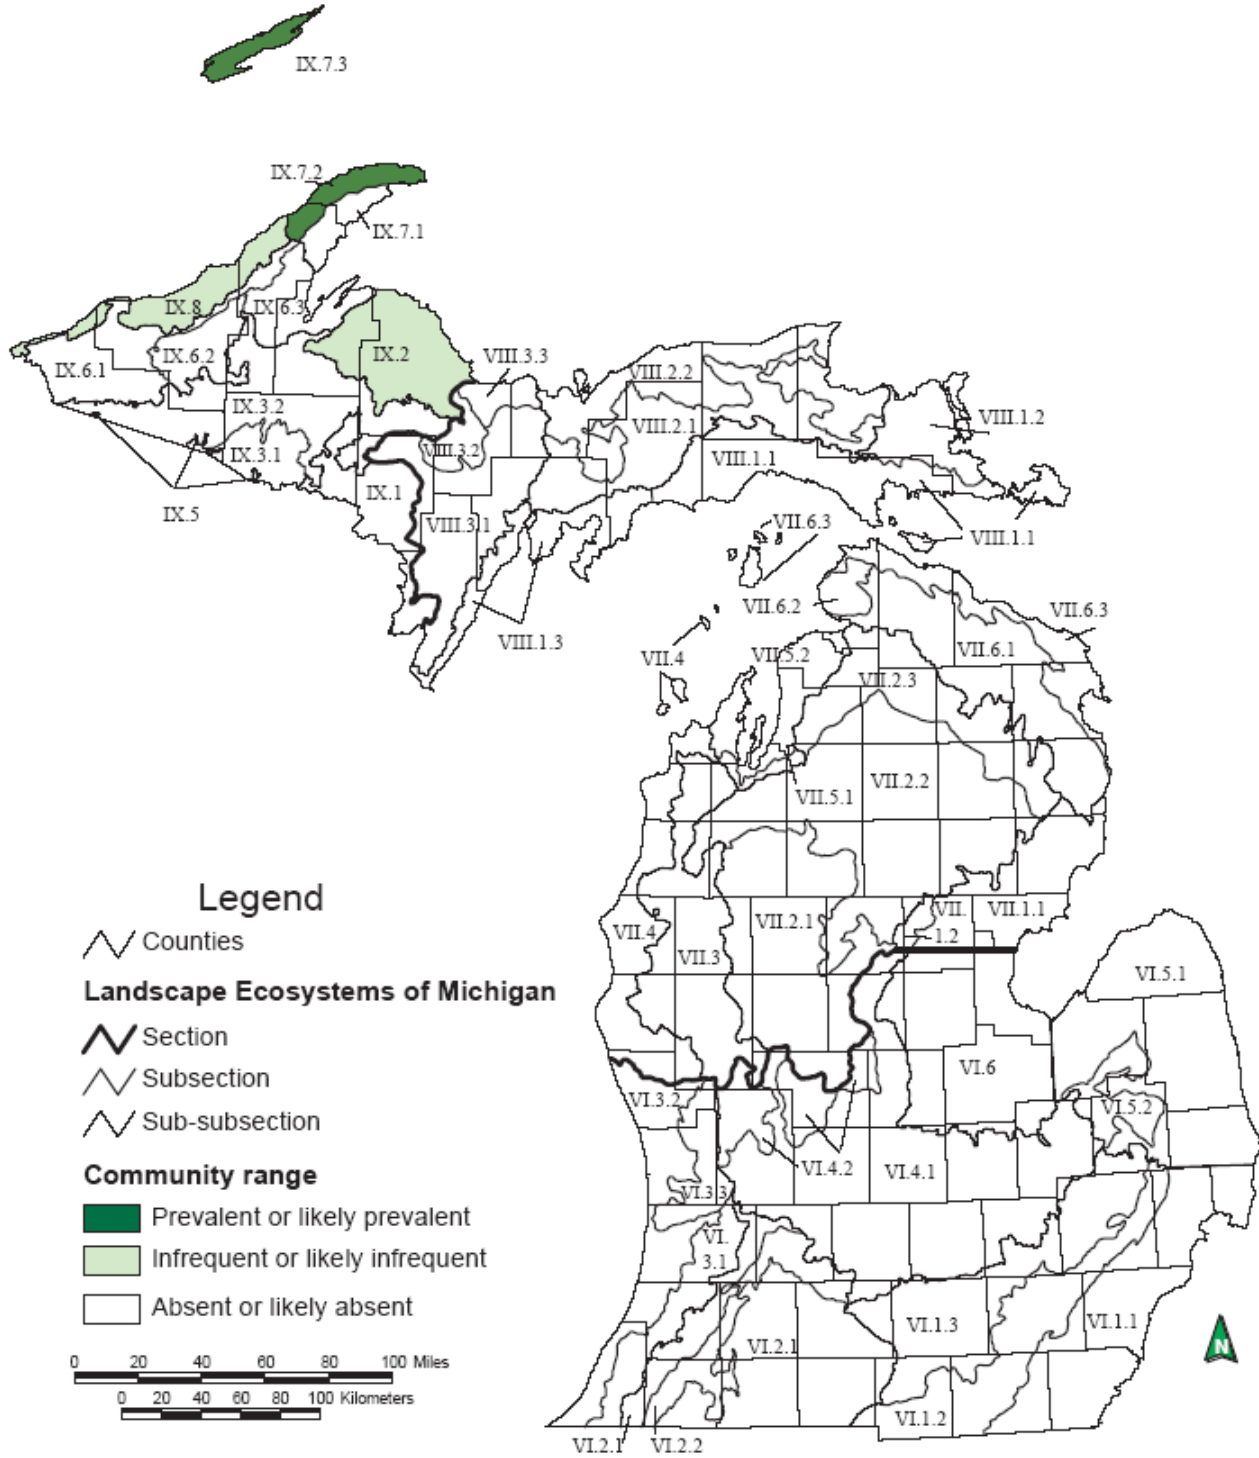 IX.7.3
IX.7.2
IX.7.1
IX.8
IX.6.3
IX.2
VIII.3.3
IX.6.1
IX.6.2
VIII.2.2
IX.3.2
VIII.2.1
VIII.1.2
IX.3.1
VIII.3.2
VIII.1.1
IX.1
IX.5
VIII.3.1
VII.6.3
VIII.1.1
VII.6.2
VII.6.3
VIII.1.3
VII.4
VII.5.2
VII.6.1
VII.2.3
VII.5.1
VII.2.2
VII.4
VII.3
VII.2.1
VII.
1.2
VII.1.1
VI.5.1
VI.6
VI.3.2
VI.5.2
VI.4.2
VI.4.1
VI.3.3
VI.
3.1
VI.2.1
VI.1.3
VI.1.1
VI.1.2
VI.2.1
VI.2.2
Legend
Counties
Landscape Ecosystems of Michigan
Section
Subsection
Sub-subsection
Community range
Prevalent or likely prevalent
Infrequent or likely infrequent
Absent or likely absent
0 20 40 60 80 100 Miles
0 20 40 60 80 100 Kilometers
N